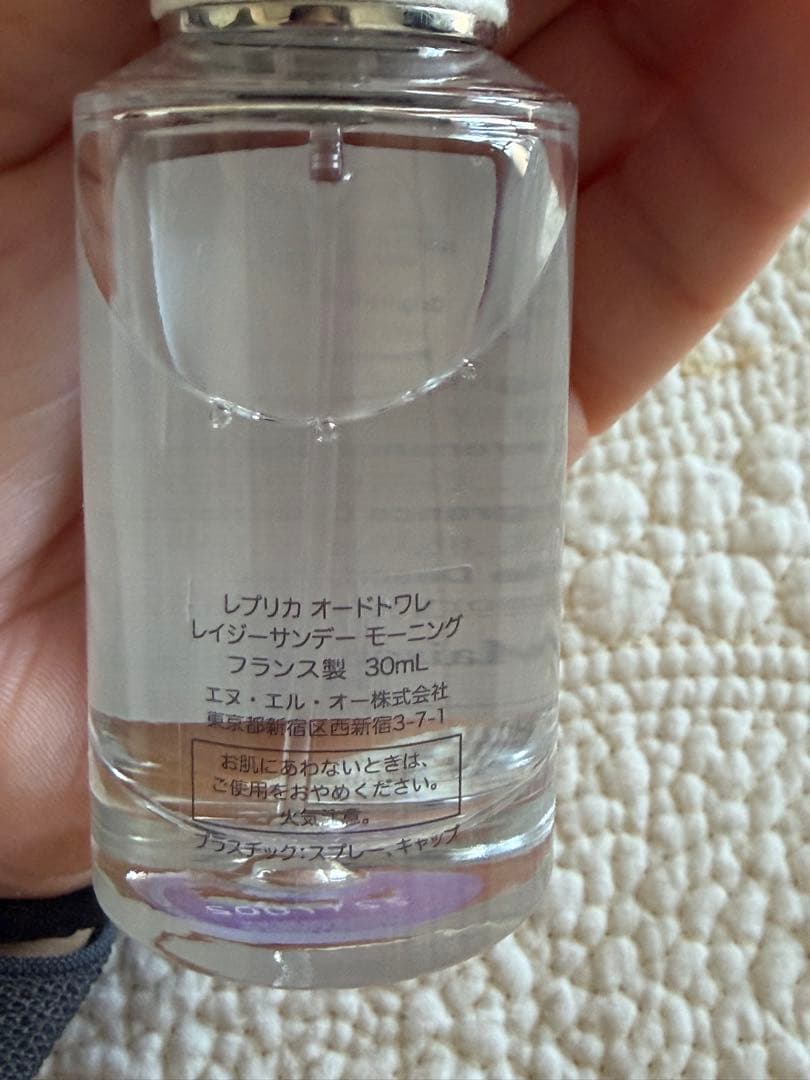 レプリカ オードトワレ
レイジーサンデー モーニング
フランス製 30mL
エヌ・エル・オー株式会社
東京都新宿区西新宿3-7-1
お肌にあわないときは、
ご使用をおやめください。
火気注意。
プラスチック:スプレー、キャップ